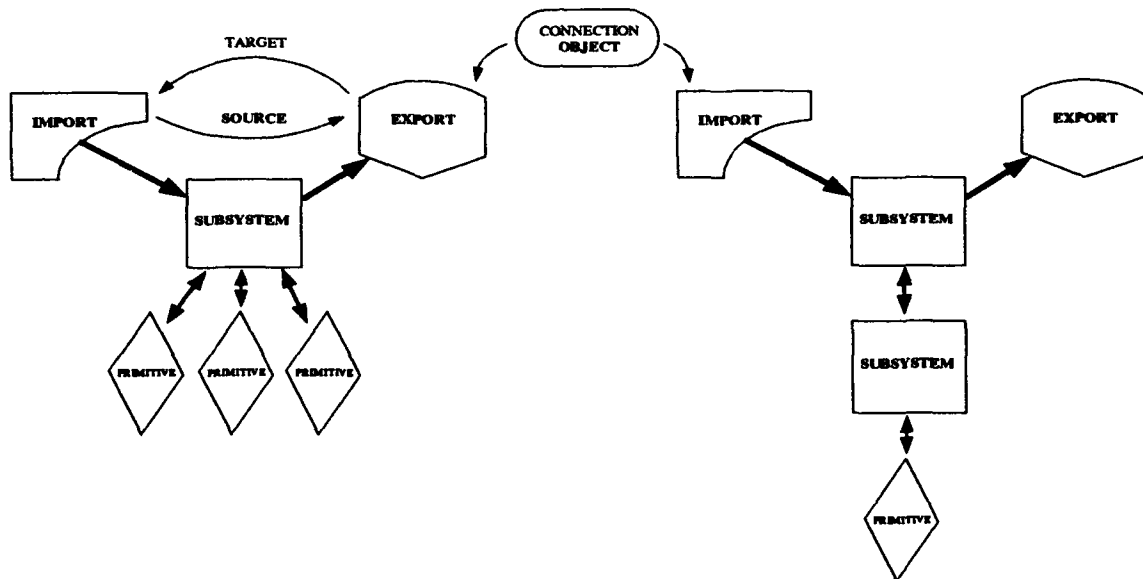 CONNECTION
OBJECT
TARGET
IMPORT
SOURCE
EXPORT
IMPORT
EXPORT
SUBSYSTEM
SUBSYSTEM
PRIMITIVE
PRIMITIVE
PRIMITIVE
SUBSYSTEM
PRIMITIVE